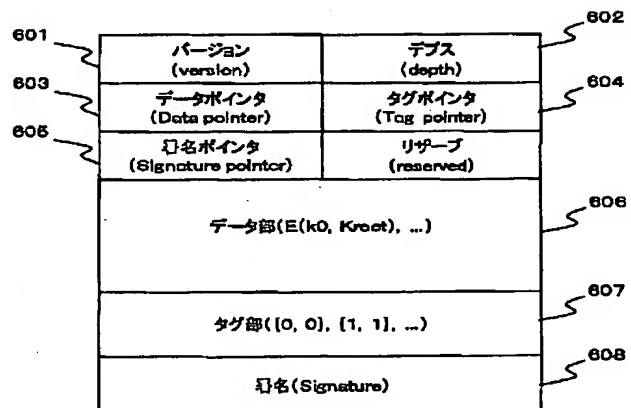 601
602
バージョン
(version)
デプス
(depth)
603
604
データポインタ
(Data pointer)
タグポインタ
(Tag pointer)
605
署名ポインタ
(Signature pointer)
リザーブ
(reserved)
606
データ部(E(k0, Kroot), ...)
607
タグ部([0, 0], [1, 1], ...)
608
署名(Signature)